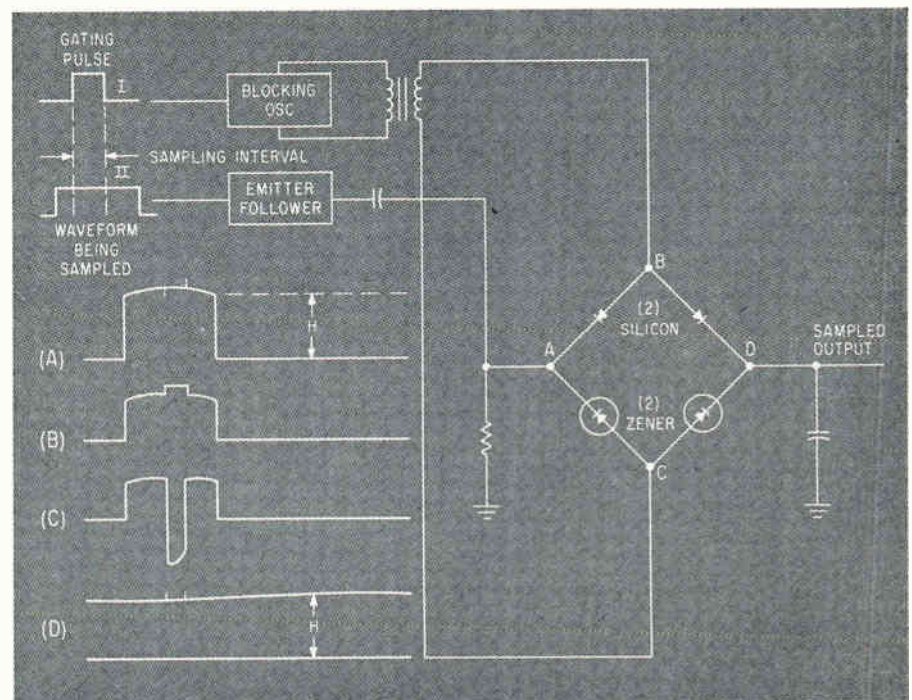 GATING
PULSE
I
BLOCKING
OSC
SAMPLING INTERVAL
II
EMITTER
FOLLOWER
WAVEFORM
BEING
SAMPLED
B
(2)
SILICON
SAMPLED
OUTPUT
A
D
(2)
ZENER
C
H
(A)
(B)
(C)
(D)
H